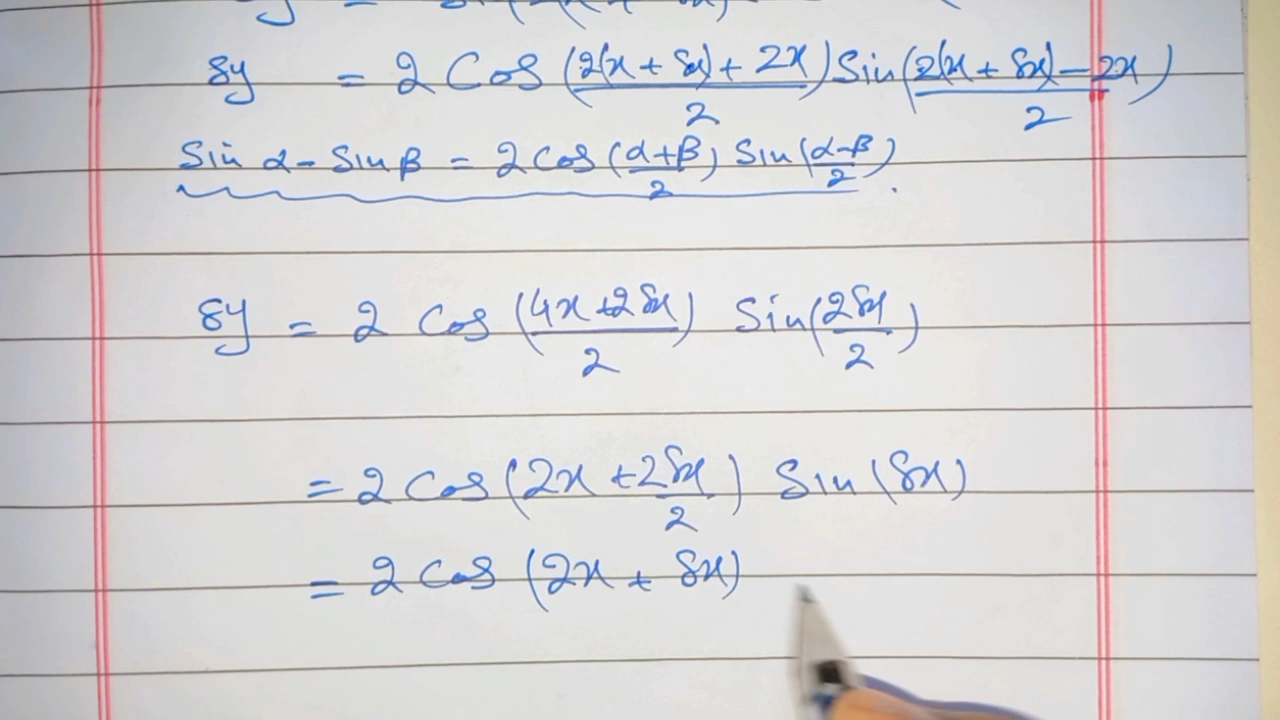 δy = 2 Cos (2(x + δx) + 2x)/2 Sin (2(x + δx) - 2x)/2
Sin α - Sin β = 2 Cos (α+β)/2 Sin (α-β)/2 .
δy = 2 Cos (4x + 2δx)/2 Sin (2δx/2)
= 2 Cos (2x + 2δx/2) Sin (δx)
= 2 Cos (2x + δx)